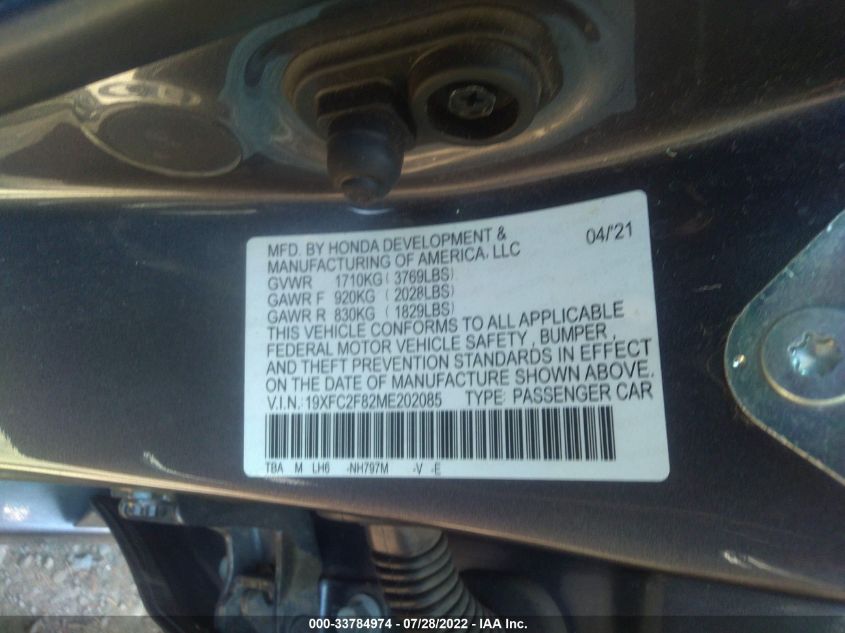 MFD. BY HONDA DEVELOPMENT & 04/'21
MANUFACTURING OF AMERICA, LLC
GVWR 1710KG ( 3769LBS)
GAWR F 920KG ( 2028LBS)
GAWR R 830KG ( 1829LBS)
THIS VEHICLE CONFORMS TO ALL APPLICABLE
FEDERAL MOTOR VEHICLE SAFETY , BUMPER ,
AND THEFT PREVENTION STANDARDS IN EFFECT
ON THE DATE OF MANUFACTURE SHOWN ABOVE.
V.I.N.: 19XFC2F82ME202085 TYPE: PASSENGER CAR
TBA M LH6 -NH797M -V -E
000-33784974 / 07/28/2022 / IAA, Inc.